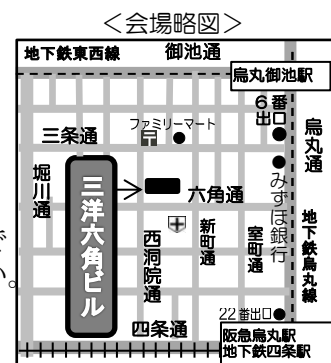 <会場略図>
地下鉄東西線
御池通
烏丸御池駅
6番出口
ファミリーマート
三条通
烏丸通
堀川通
三洋六角ビル
六角通
みずほ銀行
西洞院通
新町通
室町通
地下鉄烏丸線
22番出口
四条通
阪急烏丸駅
地下鉄四条駅
で
い。